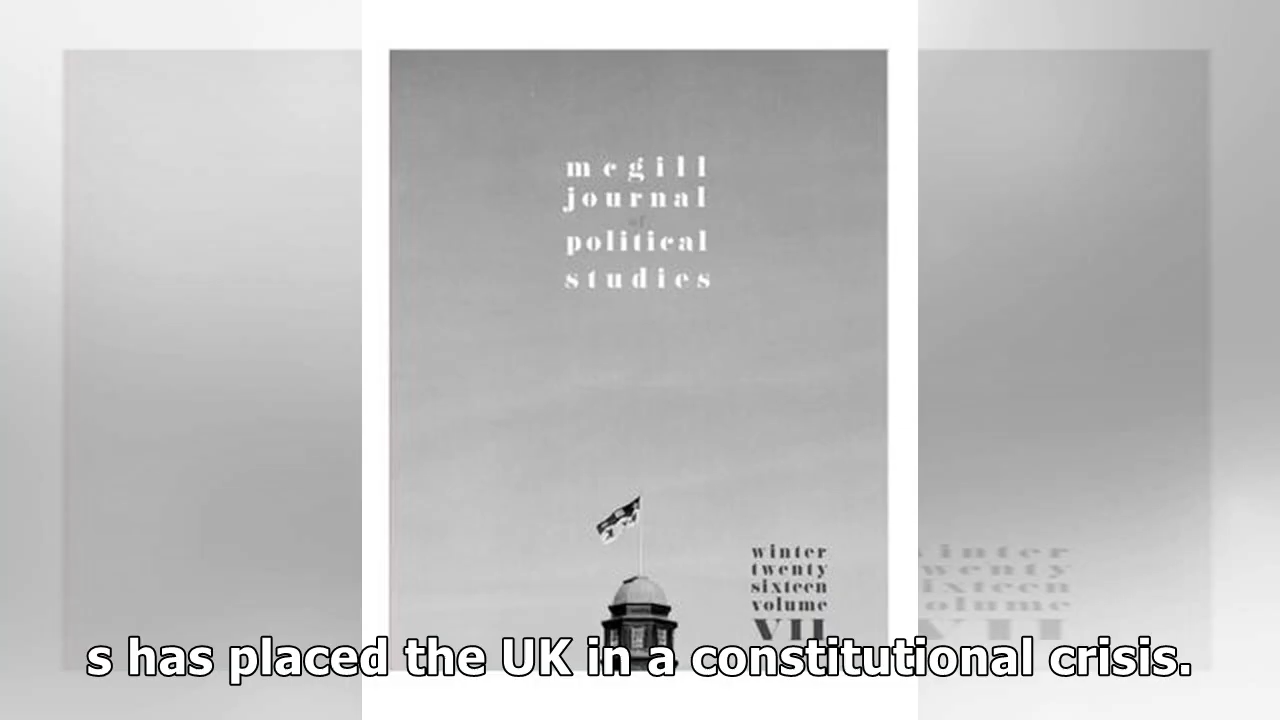 mcgill
journal
of
political
studies
winter
twenty
sixteen
volume
VII
s has placed the UK in a constitutional crisis.